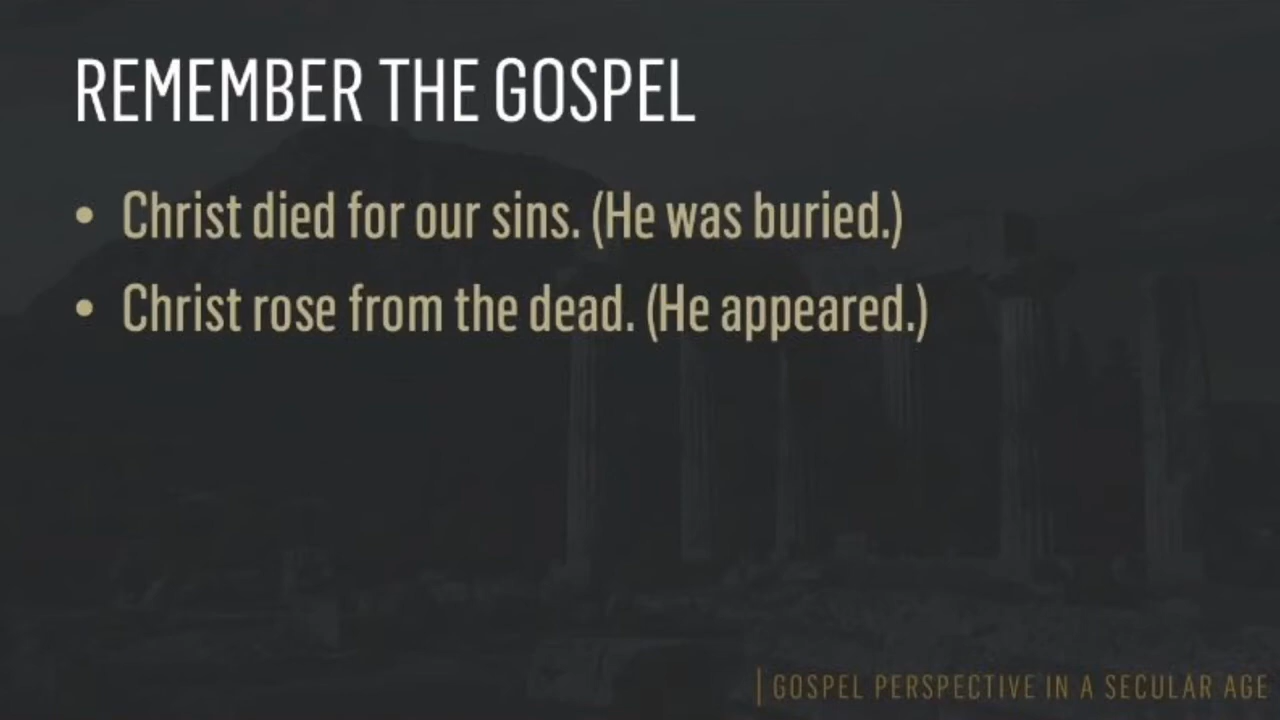 REMEMBER THE GOSPEL
• Christ died for our sins. (He was buried.)
• Christ rose from the dead. (He appeared.)
| GOSPEL PERSPECTIVE IN A SECULAR AGE